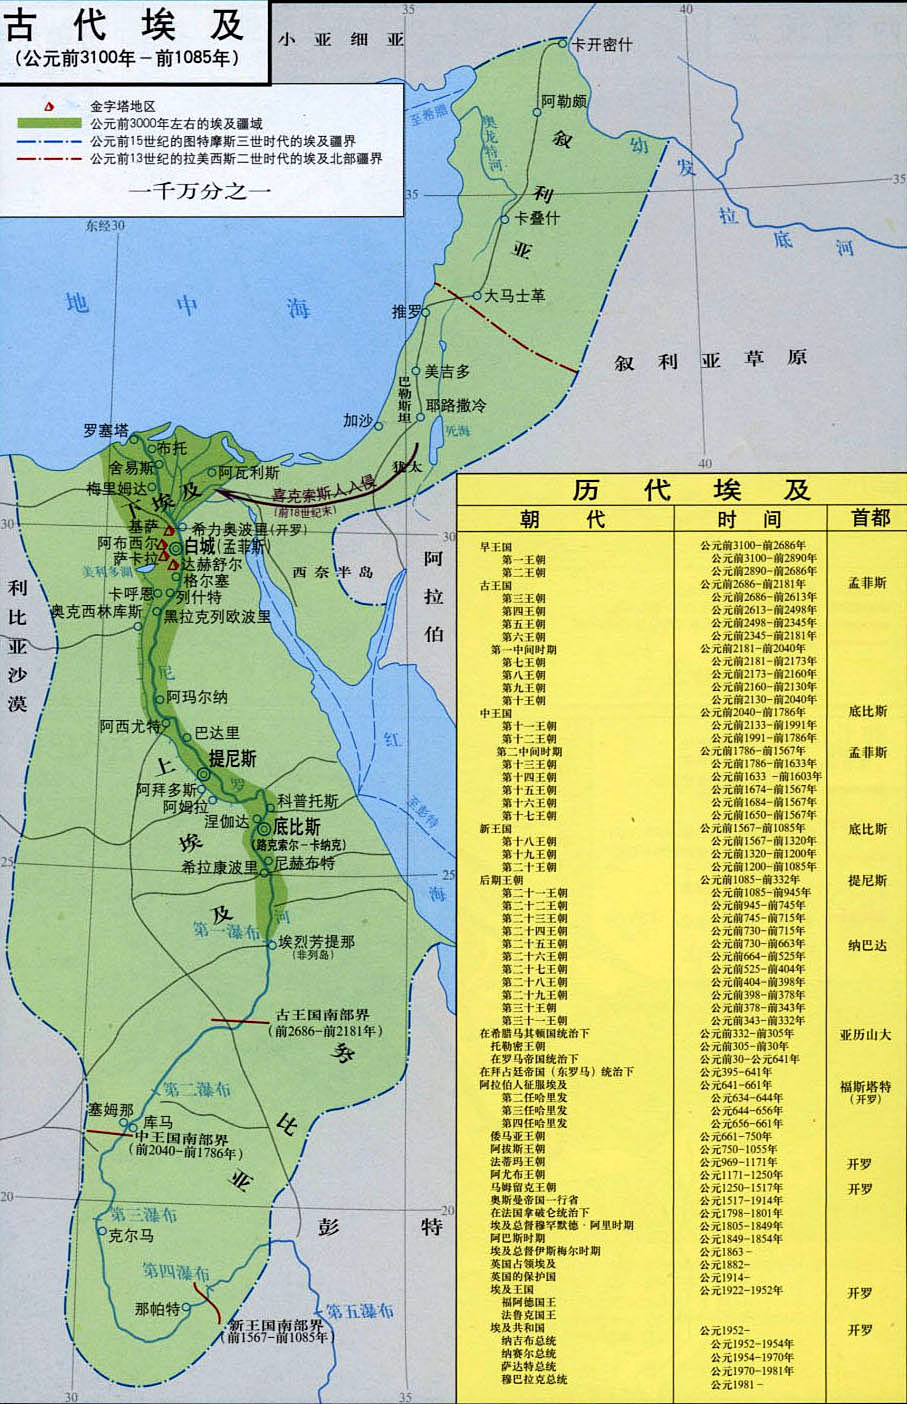 古代埃及
(公元前3100年－前1085年)
金字塔地区
公元前3000年左右的埃及疆域
公元前15世纪的图特摩斯三世时代的埃及疆界
公元前13世纪的拉美西斯二世时代的埃及北部疆界
一千万分之一
东经30
35
40
小亚细亚
卡开密什
阿勒颇
至希腊
奥龙特河
叙利亚
幼发拉底河
35
35
卡叠什
大马士革
推罗
地中海
叙利亚草原
美吉多
巴勒斯坦
耶路撒冷
加沙
死海
犹太
40
罗塞塔
布托
舍易斯
阿瓦利斯
梅里姆达
下埃及
喜克索斯人入侵
(前18世纪末)
30
30
基萨
希力奥波里(开罗)
阿布西尔
白城(孟菲斯)
萨卡拉
达赫舒尔
美利多湖
格尔塞
卡呼恩
列什特
奥克西林库斯
黑拉克列欧波里
西奈半岛
阿拉伯
利比亚沙漠
尼罗河
阿玛尔纳
阿西尤特
巴达里
提尼斯
阿拜多斯
阿姆拉
科普托斯
涅伽达
底比斯
(路克索尔－卡纳克)
希拉康波里
尼赫布特
上埃及
红海
至彭特
25
25
第一瀑布
埃烈芳提那
(非列岛)
古王国南部界
(前2686－前2181年)
努比亚
第二瀑布
塞姆那
库马
中王国南部界
(前2040－前1786年)
20
20
第三瀑布
克尔马
彭特
第四瀑布
那帕特
第五瀑布
新王国南部界
(前1567－前1085年)
30
35
历代埃及
朝代 时间 首都
早王国 公元前3100－前2686年
第一王朝 公元前3100－前2890年
第二王朝 公元前2890－前2686年
古王国 公元前2686－前2181年 孟菲斯
第三王朝 公元前2686－前2613年
第四王朝 公元前2613－前2498年
第五王朝 公元前2498－前2345年
第六王朝 公元前2345－前2181年
第一中间时期 公元前2181－前2040年
第七王朝 公元前2181－前2173年
第八王朝 公元前2173－前2160年
第九王朝 公元前2160－前2130年
第十王朝 公元前2130－前2040年
中王国 公元前2040－前1786年 底比斯
第十一王朝 公元前2133－前1991年
第十二王朝 公元前1991－前1786年
第二中间时期 公元前1786－前1567年 孟菲斯
第十三王朝 公元前1786－前1633年
第十四王朝 公元前1633 －前1603年
第十五王朝 公元前1674－前1567年
第十六王朝 公元前1684－前1567年
第十七王朝 公元前1650－前1567年
新王国 公元前1567－前1085年 底比斯
第十八王朝 公元前1567－前1320年
第十九王朝 公元前1320－前1200年
第二十王朝 公元前1200－前1085年
后期王朝 公元前1085－前332年 提尼斯
第二十一王朝 公元前1085－前945年
第二十二王朝 公元前945－前745年
第二十三王朝 公元前745－前715年
第二十四王朝 公元前730－前715年
第二十五王朝 公元前730－前663年 纳巴达
第二十六王朝 公元前664－前525年
第二十七王朝 公元前525－前404年
第二十八王朝 公元前404－前398年
第二十九王朝 公元前398－前378年
第三十王朝 公元前378－前343年
第三十一王朝 公元前343－前332年
在希腊马其顿国统治下 公元前332－前305年 亚历山大
托勒密王朝 公元前305－前30年
在罗马帝国统治下 公元前30－公元641年
在拜占廷帝国（东罗马）统治下 公元395－641年
阿拉伯人征服埃及 公元641－661年 福斯塔特
第二任哈里发 公元634－644年 (开罗)
第三任哈里发 公元644－656年
第四任哈里发 公元656－661年
倭马亚王朝 公元661－750年
阿拔斯王朝 公元750－1055年
法蒂玛王朝 公元969－1171年 开罗
阿尤布王朝 公元1171－1250年
马姆留克王朝 公元1250－1517年 开罗
奥斯曼帝国一行省 公元1517－1914年
在法国拿破仑统治下 公元1798－1801年
埃及总督穆罕默德·阿里时期 公元1805－1849年
阿巴斯时期 公元1849－1854年
埃及总督伊斯梅尔时期 公元1863－
英国占领埃及 公元1882－
英国的保护国 公元1914－
埃及王国 公元1922－1952年 开罗
福阿德国王
法鲁克国王
埃及共和国 公元1952－ 开罗
纳吉布总统 公元1952－1954年
纳赛尔总统 公元1954－1970年
萨达特总统 公元1970－1981年
穆巴拉克总统 公元1981－